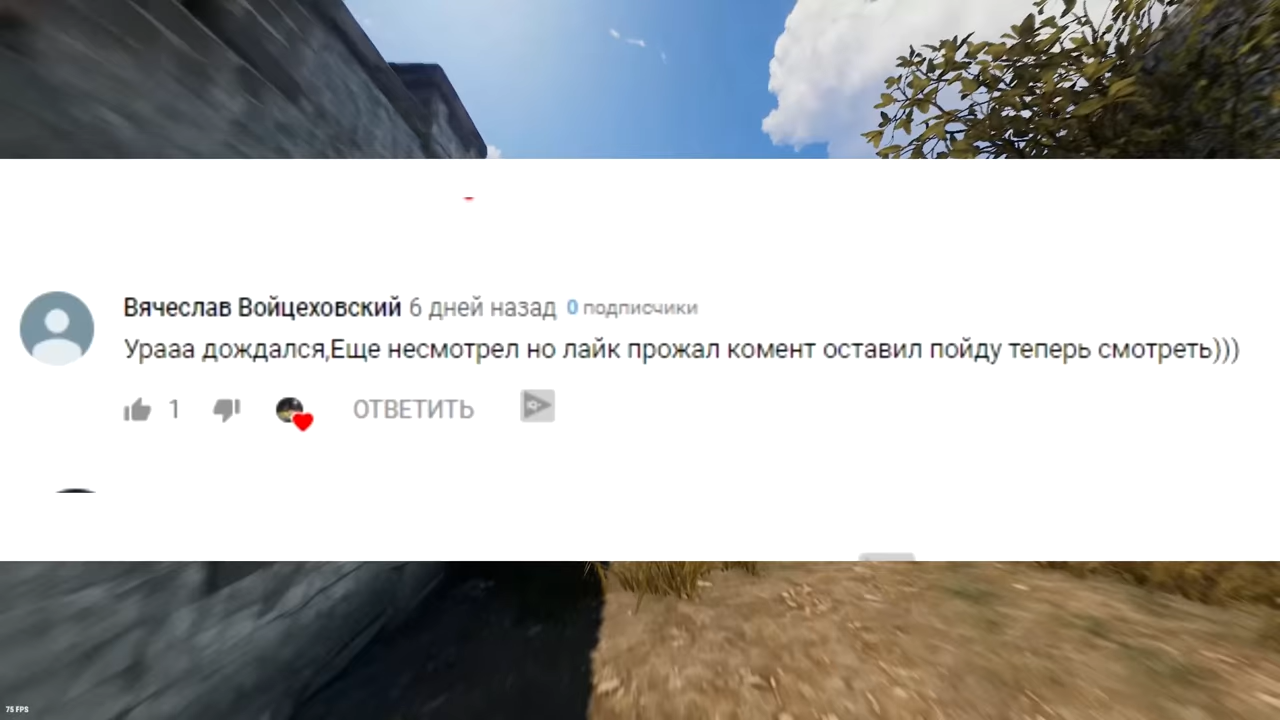 Вячеслав Войцеховский 6 дней назад 0 подписчики
Урааа дождался,Еще несмотрел но лайк прожал комент оставил пойду теперь смотреть)))
1 ОТВЕТИТЬ
75 FPS